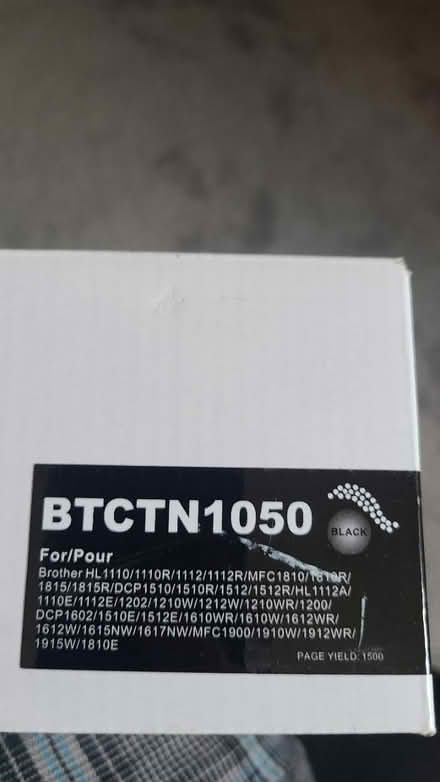 BTCTN1050
BLACK
For/Pour
Brother HL1110/1110R/1112/1112R/MFC1810/1810R/
1815/1815R/DCP1510/1510R/1512/1512R/HL1112A/
1110E/1112E/1202/1210W/1212W/1210WR/1200/
DCP1602/1510E/1512E/1610WR/1610W/1612WR/
1612W/1615NW/1617NW/MFC1900/1910W/1912WR/
1915W/1810E
PAGE YIELD: 1500